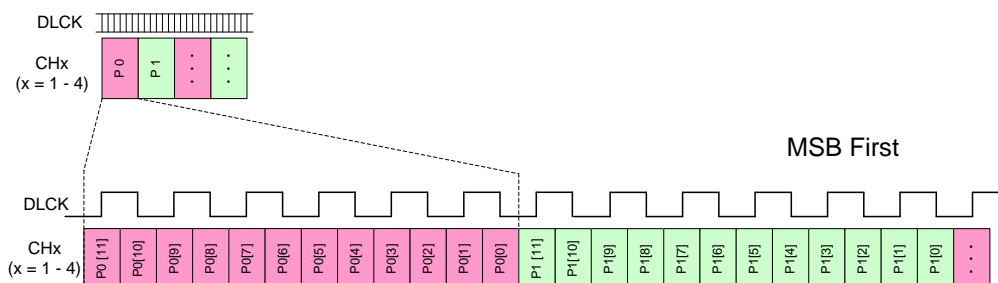 DLCK
CHx
(x = 1 - 4)
P 0
P 1
. . .
. . .
MSB First
DLCK
CHx
(x = 1 - 4)
P0 [11]
P0[10]
P0[9]
P0[8]
P0[7]
P0[6]
P0[5]
P0[4]
P0[3]
P0[2]
P0[1]
P0[0]
P1 [11]
P1[10]
P1[9]
P1[8]
P1[7]
P1[6]
P1[5]
P1[4]
P1[3]
P1[2]
P1[1]
P1[0]
. . .